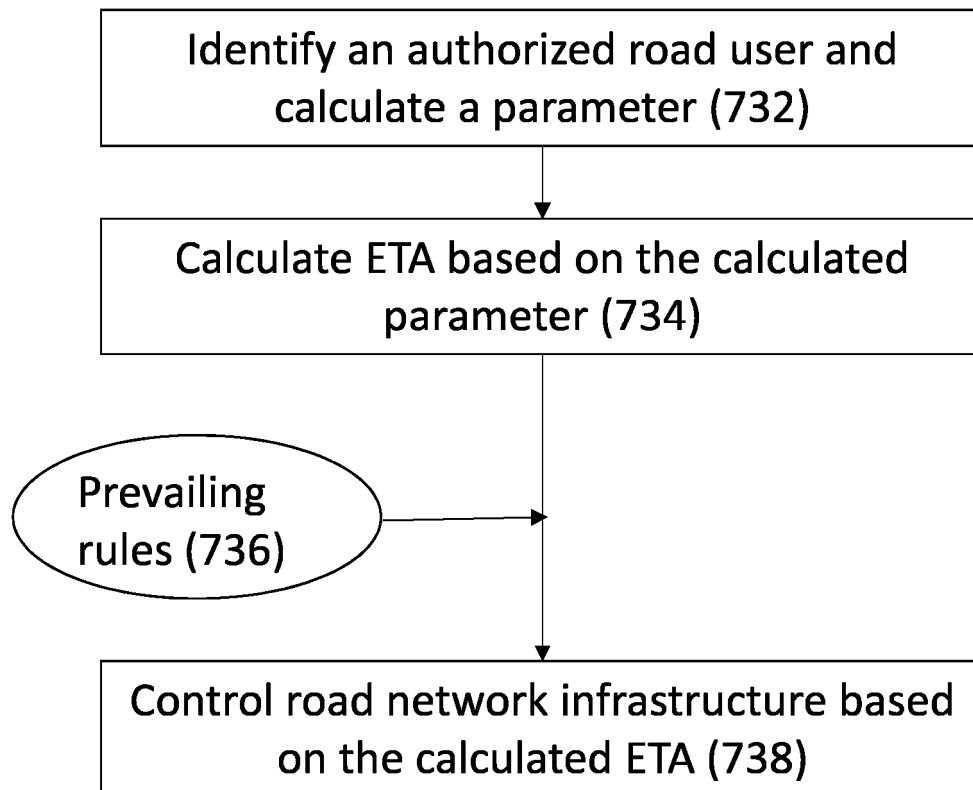 Identify an authorized road user and
calculate a parameter (732)
Calculate ETA based on the calculated
parameter (734)
Prevailing
rules (736)
Control road network infrastructure based
on the calculated ETA (738)